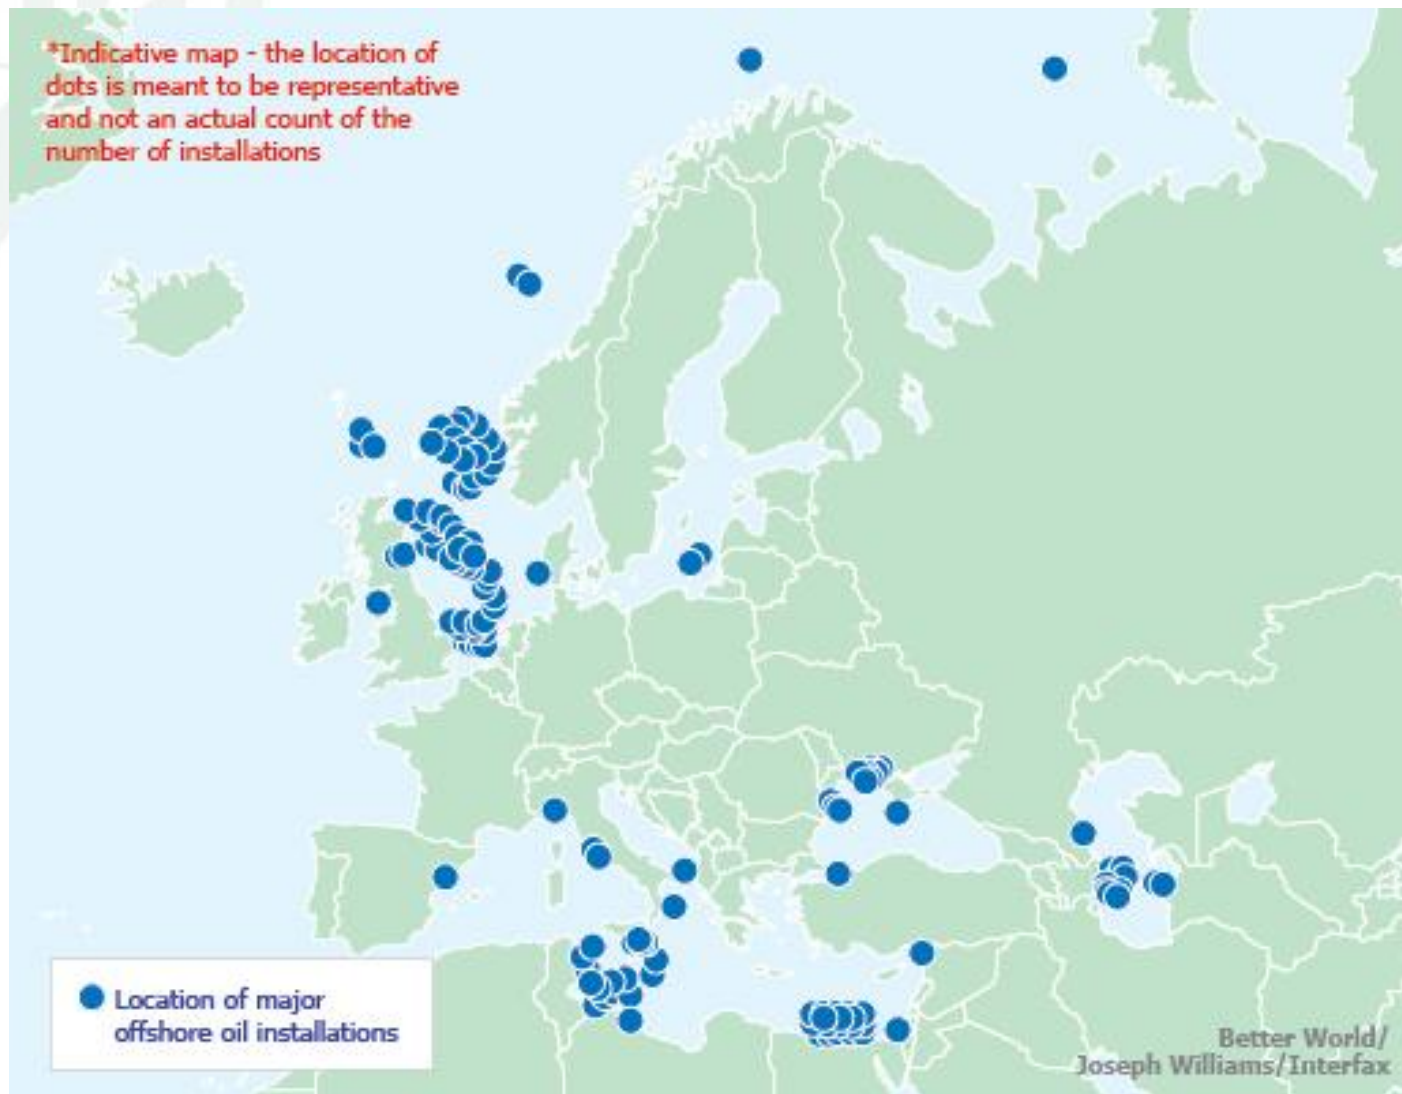 *Indicative map - the location of
dots is meant to be representative
and not an actual count of the
number of installations
Location of major
offshore oil installations
Better World/
Joseph Williams/Interfax